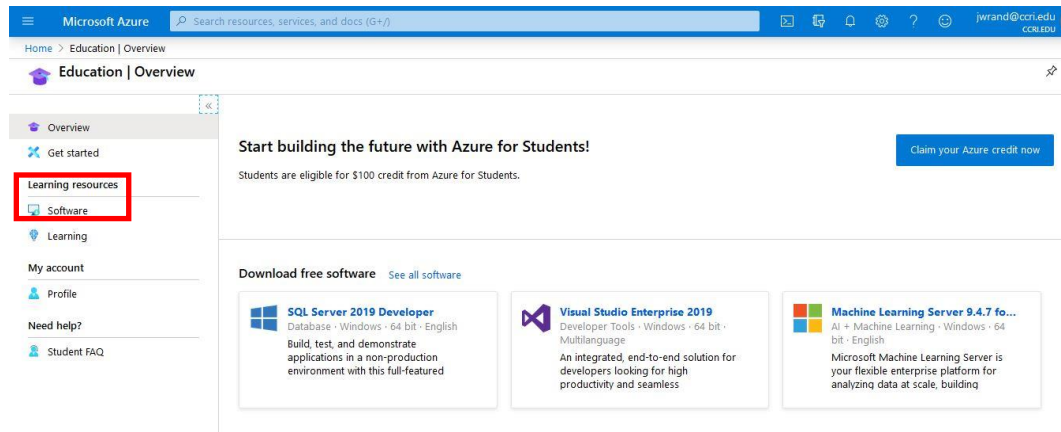 Microsoft Azure
Search resources, services, and docs (G+/)
jwrand@ccri.edu
CCRI.EDU
Home > Education | Overview
Education | Overview
«
Overview
Get started
Learning resources
Software
Learning
My account
Profile
Need help?
Student FAQ
Start building the future with Azure for Students!
Students are eligible for $100 credit from Azure for Students.
Claim your Azure credit now
Download free software See all software
SQL Server 2019 Developer
Database · Windows · 64 bit · English
Build, test, and demonstrate
applications in a non-production
environment with this full-featured
Visual Studio Enterprise 2019
Developer Tools · Windows · 64 bit ·
Multilanguage
An integrated, end-to-end solution for
developers looking for high
productivity and seamless
Machine Learning Server 9.4.7 fo...
AI + Machine Learning · Windows · 64
bit · English
Microsoft Machine Learning Server is
your flexible enterprise platform for
analyzing data at scale, building